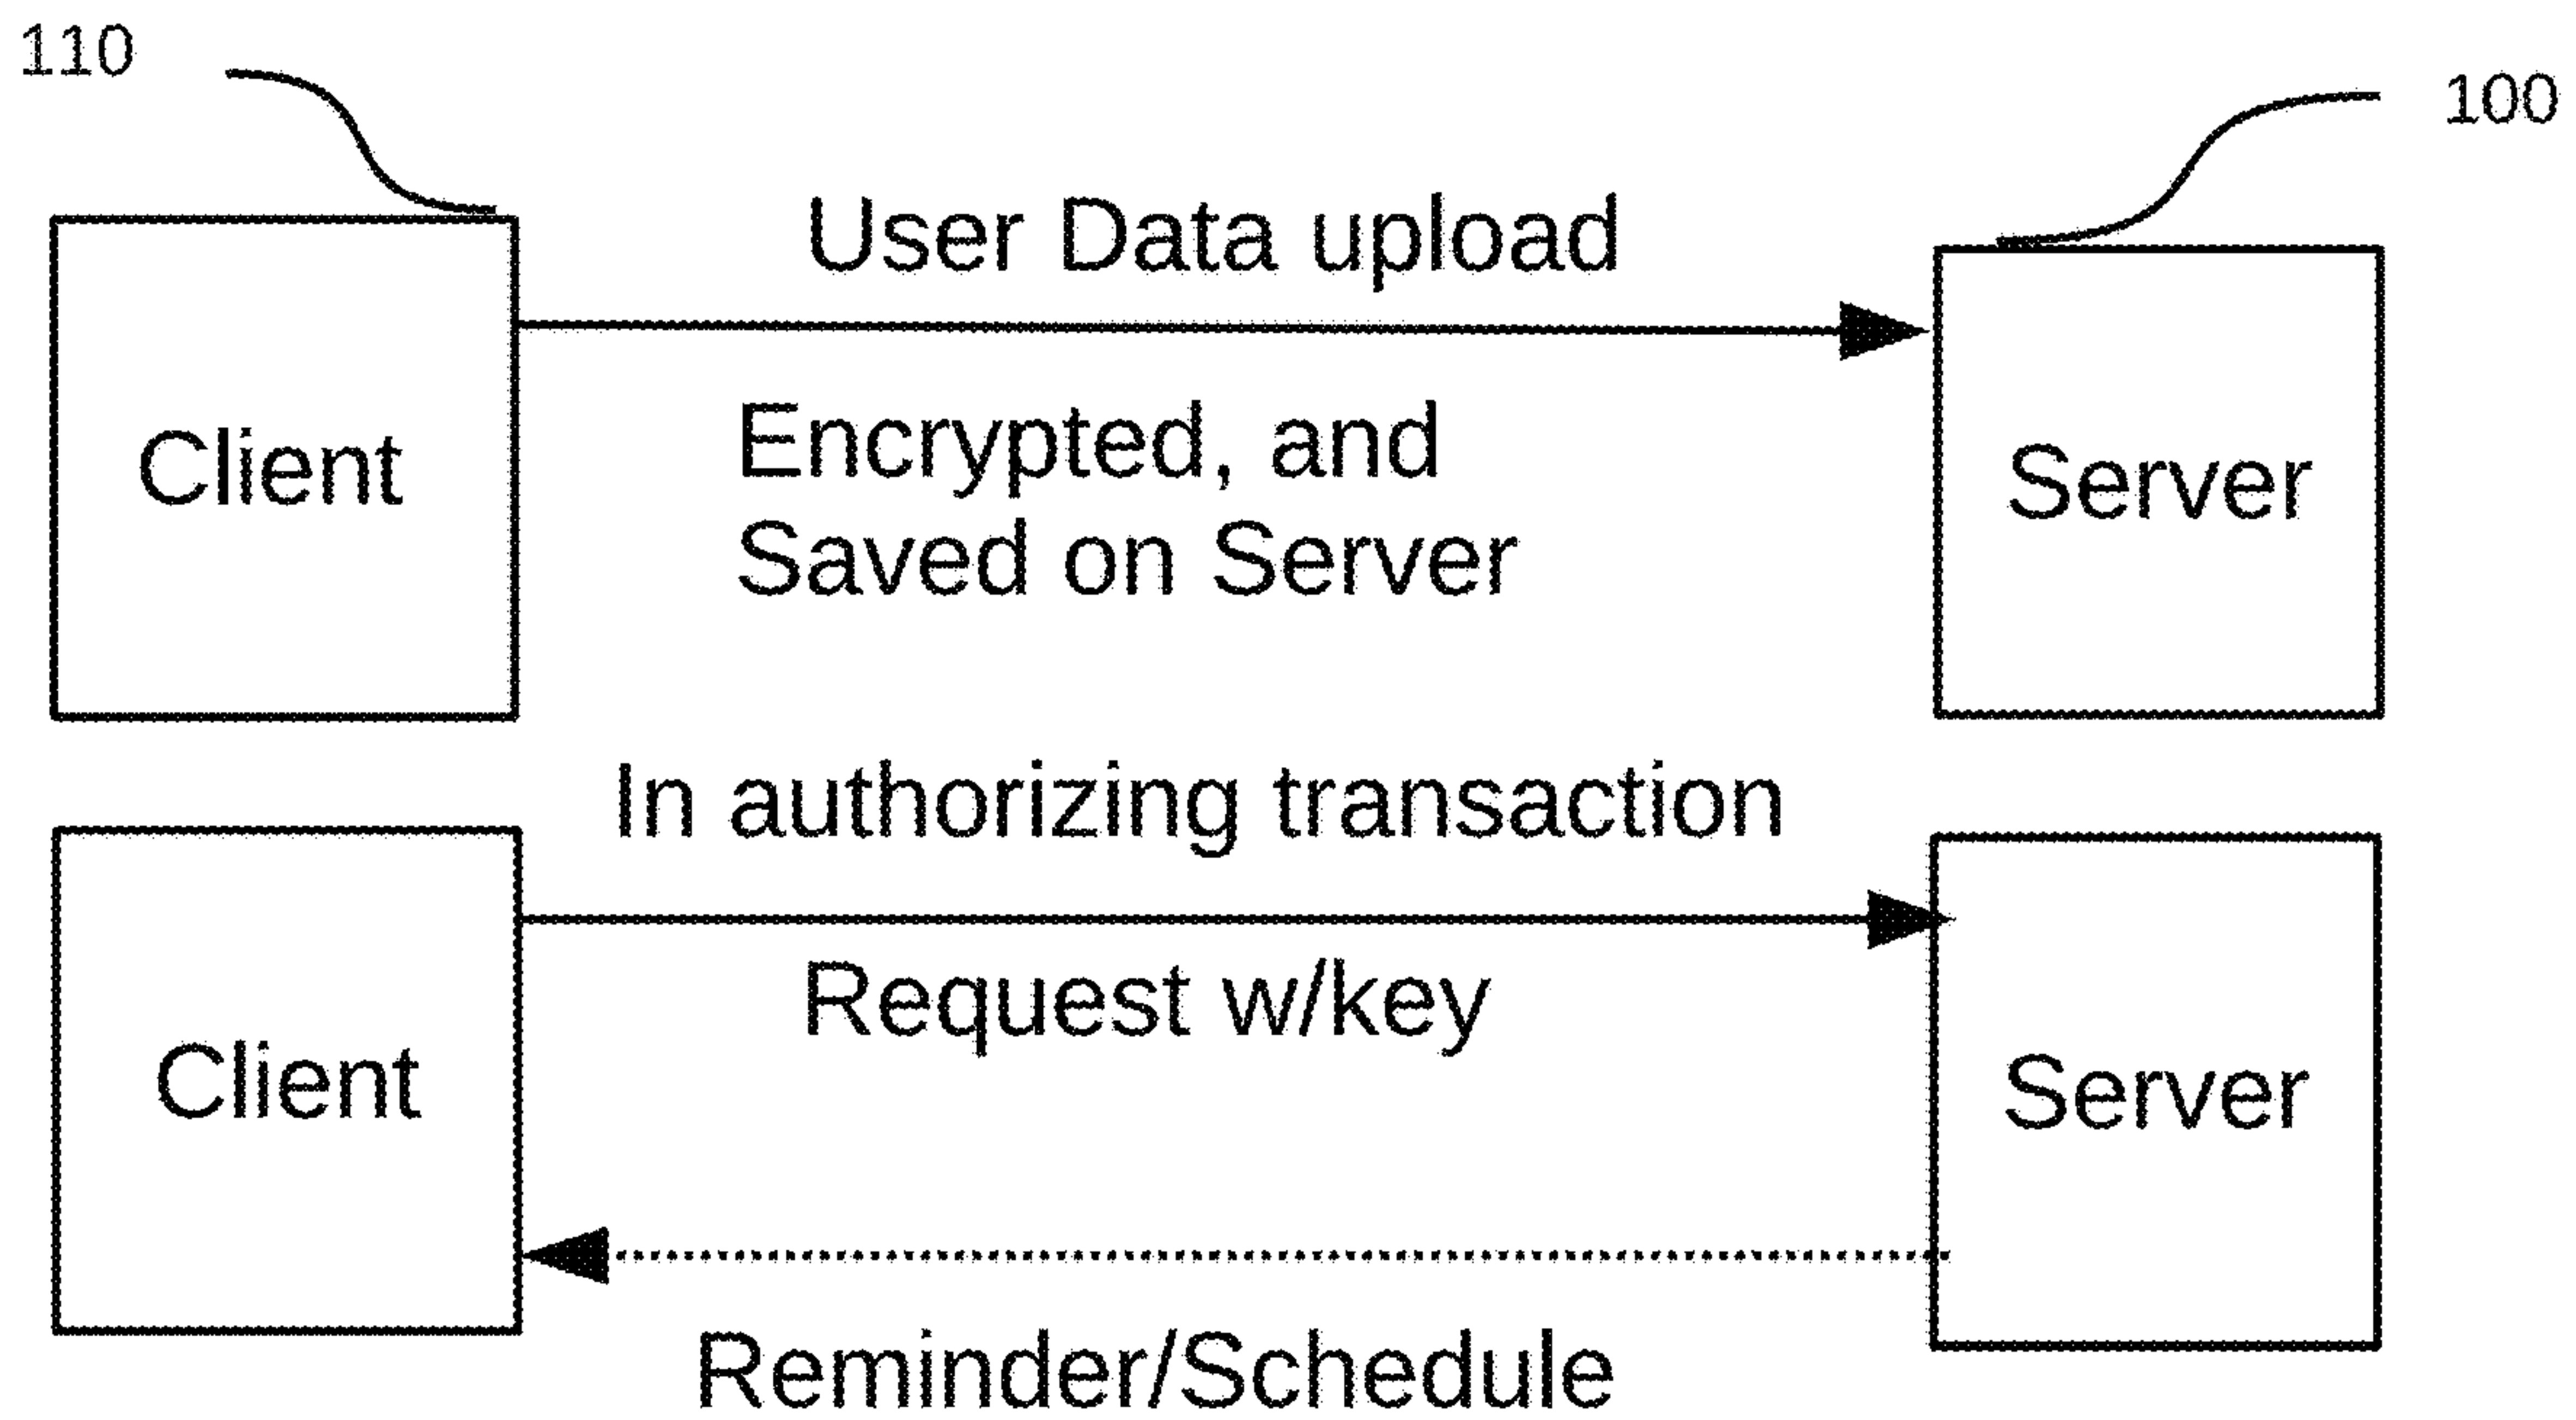 110
100
User Data upload
Client
Encrypted, and
Saved on Server
Server
In authorizing transaction
Request w/key
Client
Server
Reminder/Schedule